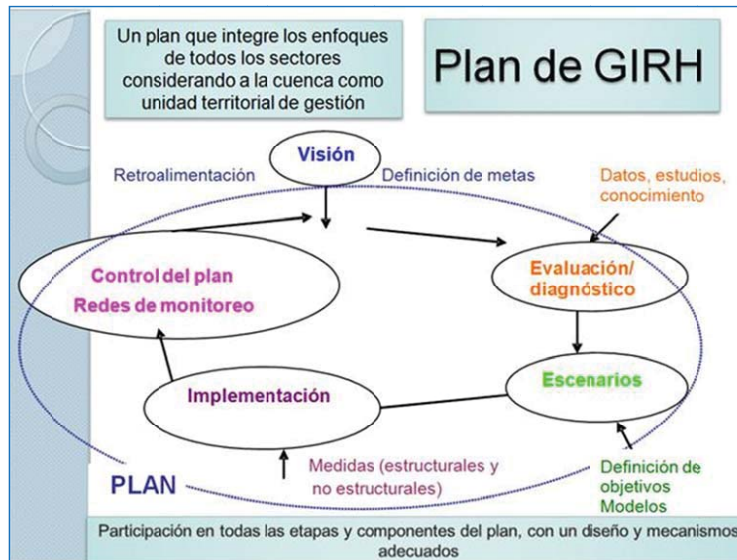 Un plan que integre los enfoques
de todos los sectores
considerando a la cuenca como
unidad territorial de gestión
Plan de GIRH
Visión
Retroalimentación
Definición de metas
Datos, estudios,
conocimiento
Control del plan
Redes de monitoreo
Evaluación/
diagnóstico
Implementación
Escenarios
PLAN
Medidas (estructurales y
no estructurales)
Definición de
objetivos
Modelos
Participación en todas las etapas y componentes del plan, con un diseño y mecanismos
adecuados